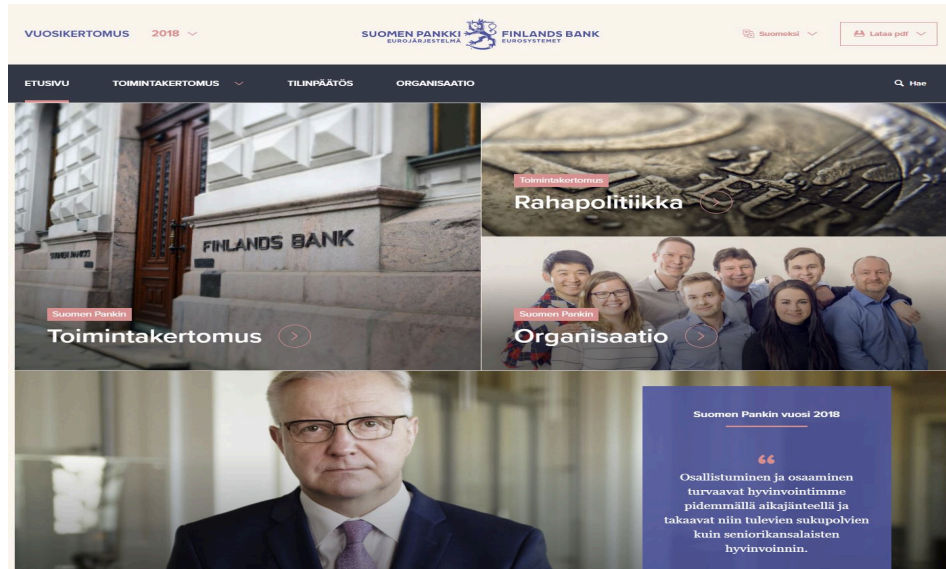 VUOSIKERTOMUS 2018
SUOMEN PANKKI FINLANDS BANK
EUROJÄRJESTELMÄ EUROSYSTEMET
Suomeksi
Lataa pdf
ETUSIVU TOIMINTAKERTOMUS TILINPÄÄTÖS ORGANISAATIO
Hae
FINLANDS BANK
SUOMEN PANKKI
Suomen Pankin
Toimintakertomus
Toimintakertomus
Rahapolitiikka
Suomen Pankin
Organisaatio
Suomen Pankin vuosi 2018
“
Osallistuminen ja osaaminen
turvaavat hyvinvointimme
pidemmällä aikajänteellä ja
takaavat niin tulevien sukupolvien
kuin seniorikansalaisten
hyvinvoinnin.